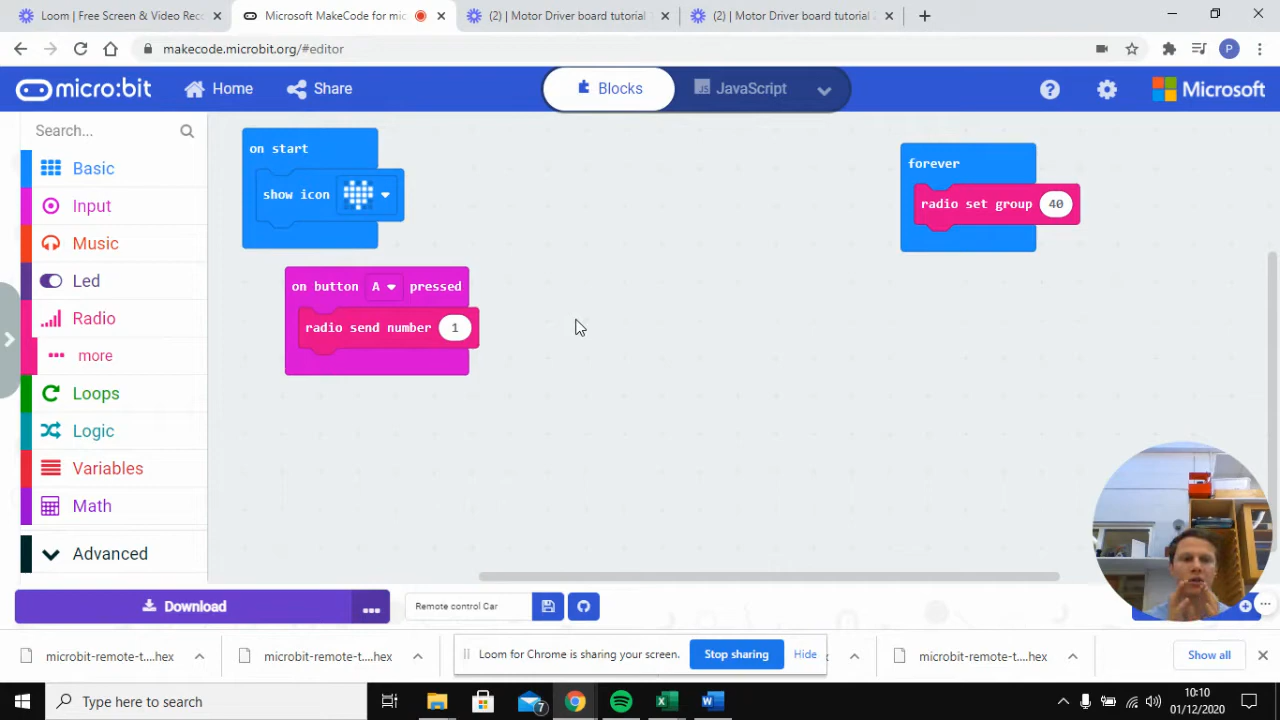 Loom | Free Screen & Video Reco
Microsoft MakeCode for mic
(2) | Motor Driver board tutorial
(2) | Motor Driver board tutorial
makecode.microbit.org/#editor
P
micro:bit
Home
Share
Blocks
JS
JavaScript
Microsoft
Search...
Basic
Input
Music
Led
Radio
more
Loops
Logic
Variables
Math
Advanced
on start
show icon
on button A pressed
radio send number 1
forever
radio set group 40
Download
Remote control Car
microbit-remote-t....hex
microbit-remote-t....hex
Loom for Chrome is sharing your screen.
Stop sharing
Hide
microbit-remote-t....hex
Show all
Type here to search
7
10:10
01/12/2020